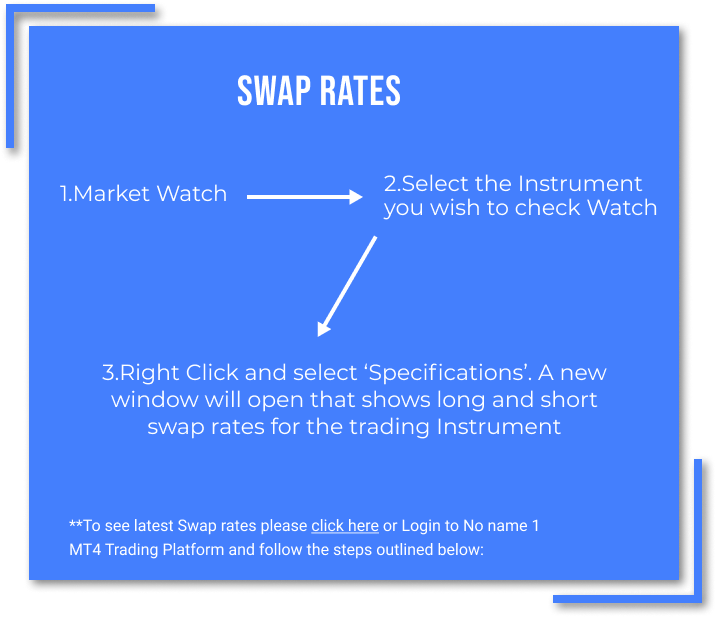 SWAP RATES
1.Market Watch
2.Select the Instrument
you wish to check Watch
3.Right Click and select ‘Specifications’. A new
window will open that shows long and short
swap rates for the trading Instrument
**To see latest Swap rates please click here or Login to No name 1
MT4 Trading Platform and follow the steps outlined below: